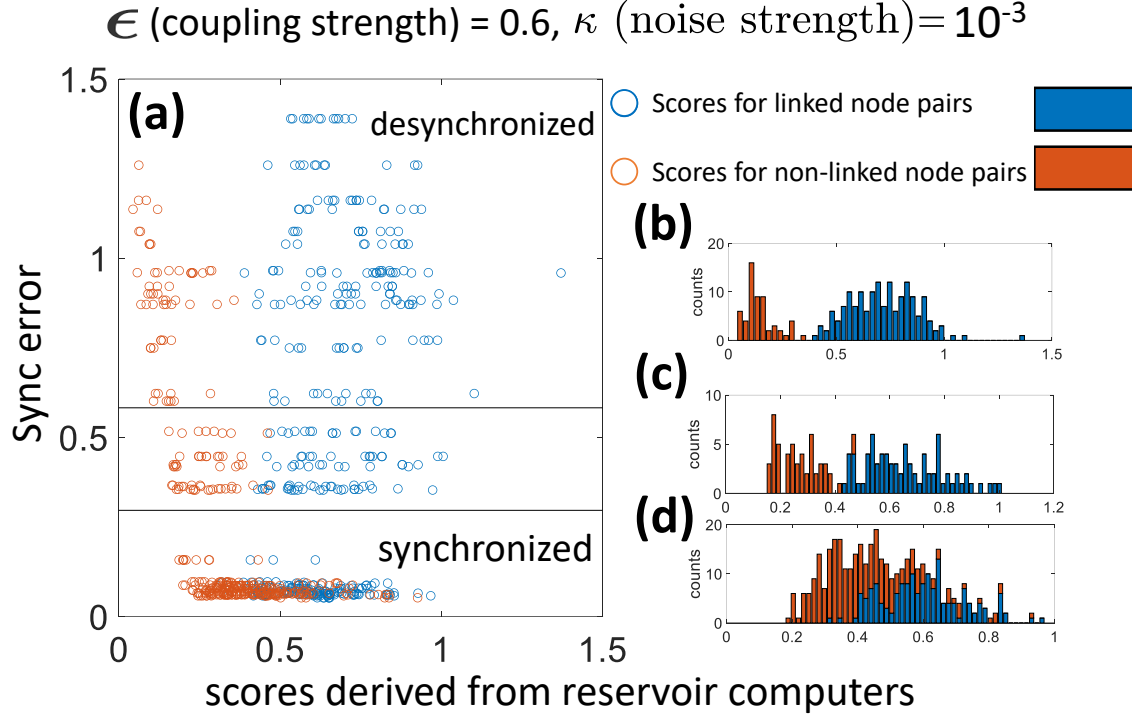 ϵ (coupling strength) = 0.6, κ (noise strength)= 10⁻³
(a)
desynchronized
synchronized
1.5
1
0.5
0
0
0.5
1
1.5
Sync error
scores derived from reservoir computers
Scores for linked node pairs
Scores for non-linked node pairs
(b)
counts
20
10
0
0
0.5
1
1.5
(c)
counts
10
5
0
0
0.2
0.4
0.6
0.8
1
1.2
(d)
counts
20
10
0
0
0.2
0.4
0.6
0.8
1